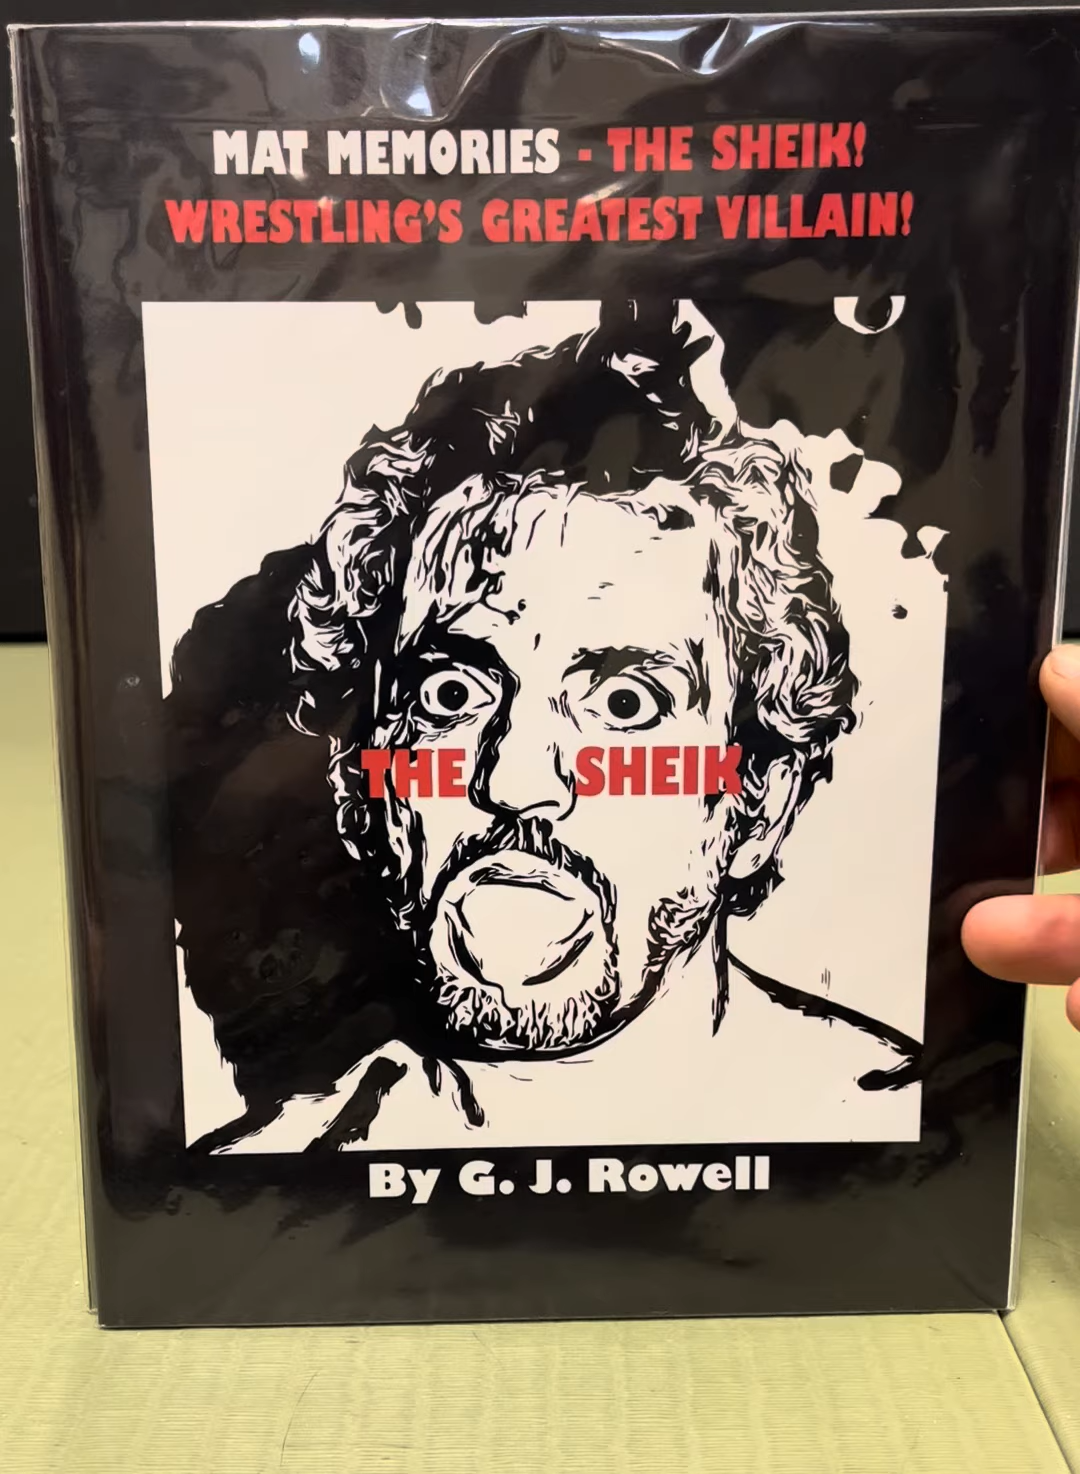 MAT MEMORIES - THE SHEIK!
WRESTLING'S GREATEST VILLAIN!
THE SHEIK
By G. J. Rowell